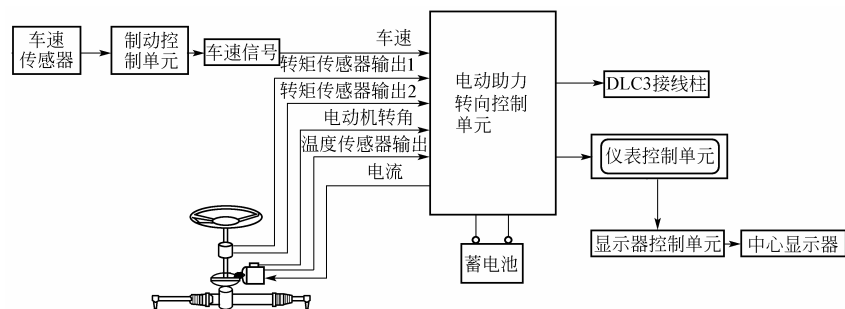 车速
传感器
制动控
制单元
车速信号
车速
转矩传感器输出1
转矩传感器输出2
电动机转角
温度传感器输出
电流
电动助力
转向控制
单元
DLC3接线柱
仪表控制单元
显示器控制单元
中心显示器
蓄电池